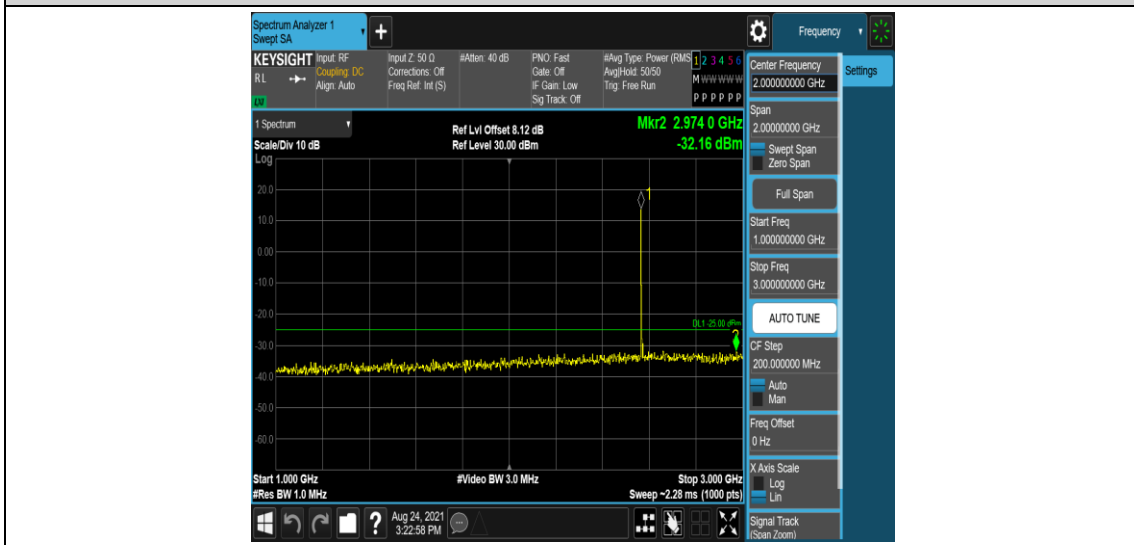 Spectrum Analyzer 1
Swept SA
+
Frequency
KEYSIGHT Input: RF Input Z: 50 Ω #Atten: 40 dB PNO: Fast #Avg Type: Power (RMS 1 2 3 4 5 6
RL Coupling: DC Corrections: Off Gate: Off Avg|Hold: 50/50 M W W W W W
Align: Auto Freq Ref: Int (S) IF Gain: Low Trig: Free Run
Sig Track: Off P P P P P P
1 Spectrum
Ref Lvl Offset 8.12 dB Mkr2 2.974 0 GHz
Scale/Div 10 dB Ref Level 30.00 dBm -32.16 dBm
Log
20.0
1
10.0
0.00
-10.0
-20.0
DL1 -25.00 dBm
2
-30.0
-40.0
-50.0
-60.0
Start 1.000 GHz #Video BW 3.0 MHz Stop 3.000 GHz
#Res BW 1.0 MHz Sweep ~2.28 ms (1000 pts)
? Aug 24, 2021
3:22:58 PM
Center Frequency
2.000000000 GHz
Settings
Span
2.00000000 GHz
Swept Span
Zero Span
Full Span
Start Freq
1.000000000 GHz
Stop Freq
3.000000000 GHz
AUTO TUNE
CF Step
200.000000 MHz
Auto
Man
Freq Offset
0 Hz
X Axis Scale
Log
Lin
Signal Track
(Span Zoom)